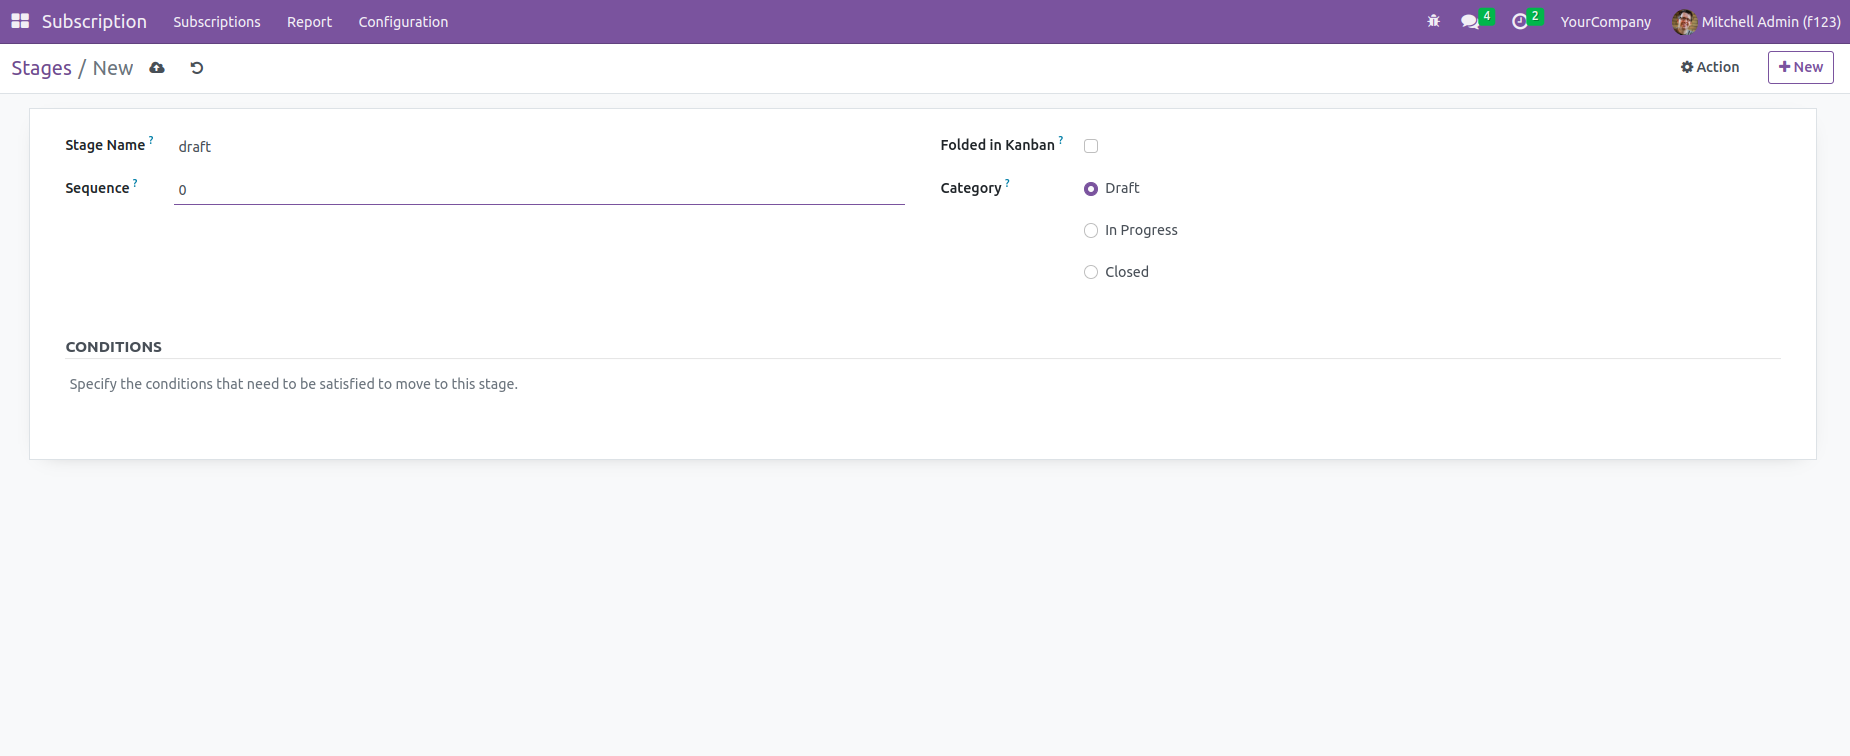 Subscription Subscriptions Report Configuration 4 2 YourCompany Mitchell Admin (f123)
Stages / New Action + New
Stage Name ? draft Folded in Kanban ?
Sequence ? 0 Category ? Draft
In Progress
Closed
CONDITIONS
Specify the conditions that need to be satisfied to move to this stage.